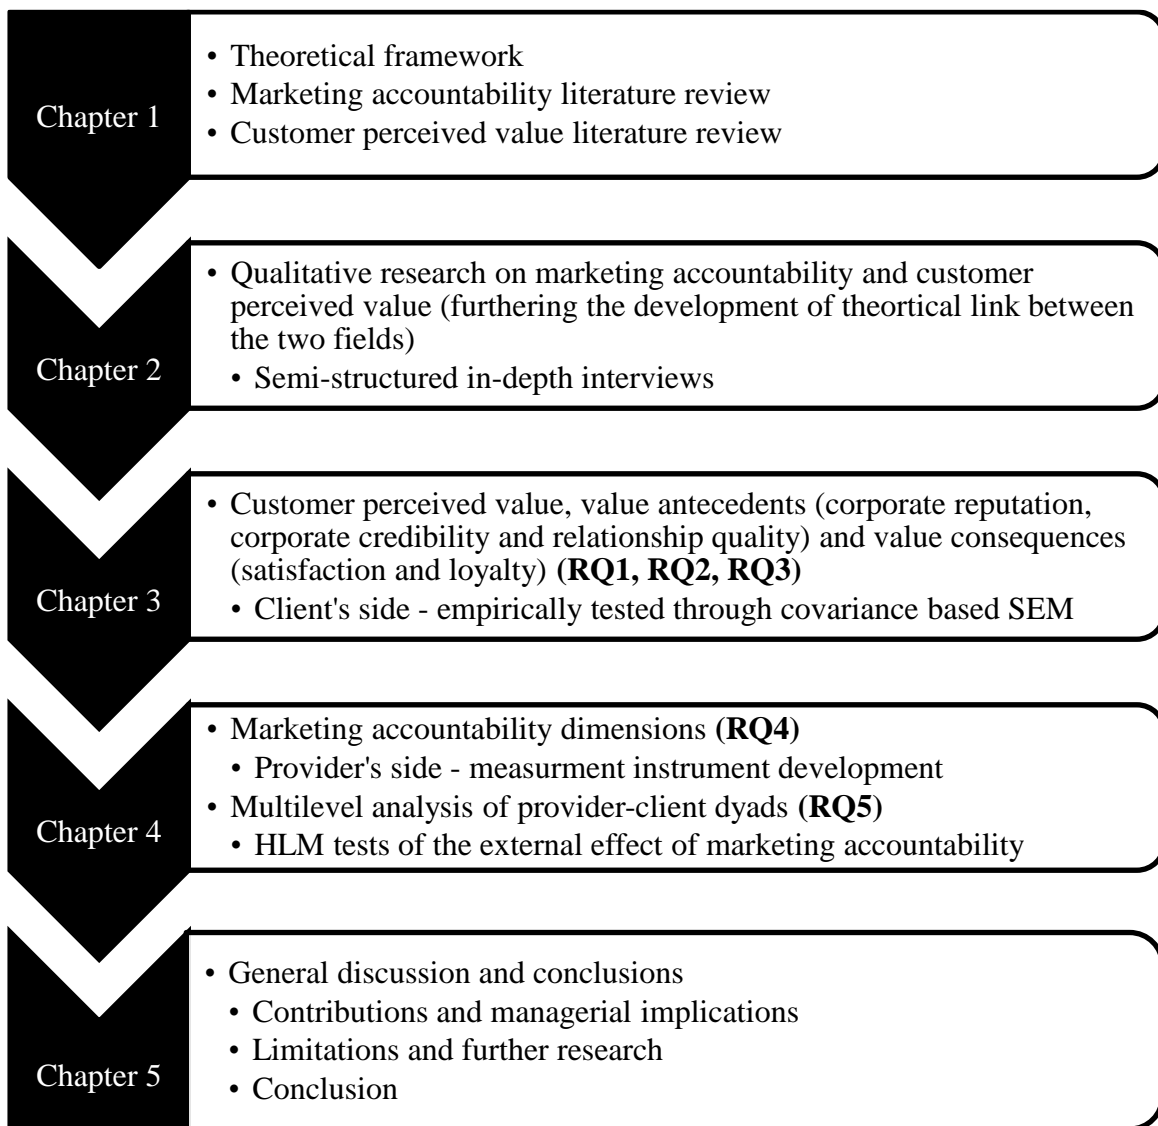 Chapter 1
• Theoretical framework
• Marketing accountability literature review
• Customer perceived value literature review
Chapter 2
• Qualitative research on marketing accountability and customer
perceived value (furthering the development of theortical link between
the two fields)
• Semi-structured in-depth interviews
Chapter 3
• Customer perceived value, value antecedents (corporate reputation,
corporate credibility and relationship quality) and value consequences
(satisfaction and loyalty) (RQ1, RQ2, RQ3)
• Client's side - empirically tested through covariance based SEM
Chapter 4
• Marketing accountability dimensions (RQ4)
• Provider's side - measurment instrument development
• Multilevel analysis of provider-client dyads (RQ5)
• HLM tests of the external effect of marketing accountability
Chapter 5
• General discussion and conclusions
• Contributions and managerial implications
• Limitations and further research
• Conclusion